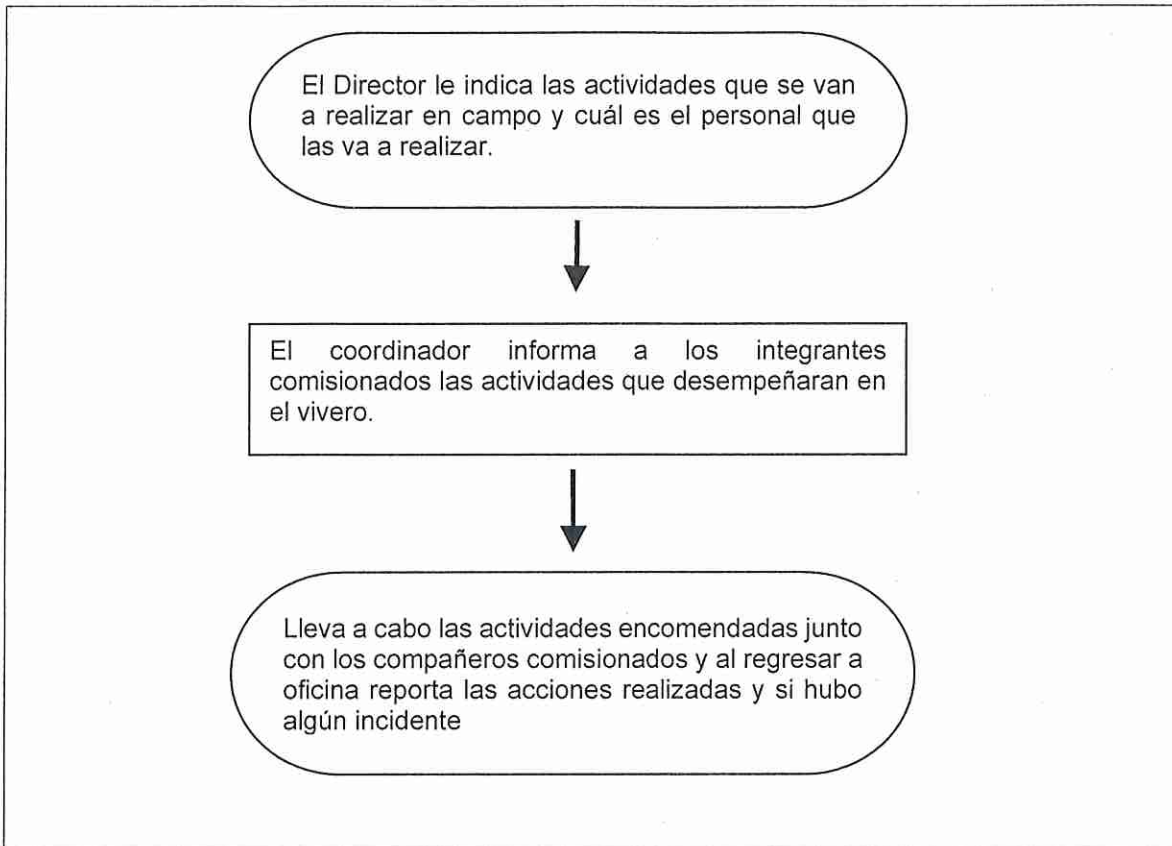 El Director le indica las actividades que se van
a realizar en campo y cuál es el personal que
las va a realizar.
El coordinador informa a los integrantes
comisionados las actividades que desempeñaran en
el vivero.
Lleva a cabo las actividades encomendadas junto
con los compañeros comisionados y al regresar a
oficina reporta las acciones realizadas y si hubo
algún incidente